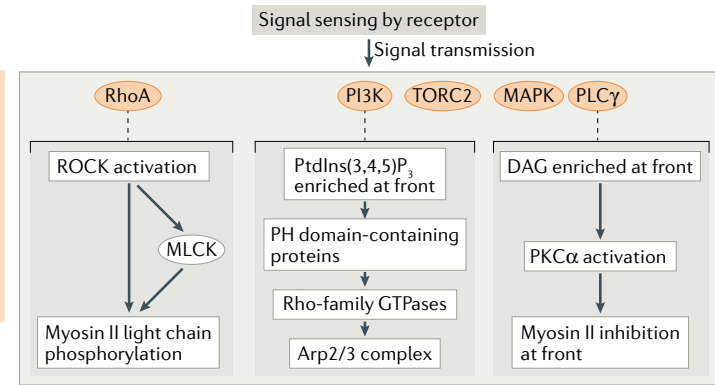 Signal sensing by receptor
Signal transmission
RhoA
PI3K
TORC2
MAPK
PLCγ
ROCK activation
MLCK
Myosin II light chain
phosphorylation
PtdIns(3,4,5)P3
enriched at front
PH domain-containing
proteins
Rho-family GTPases
Arp2/3 complex
DAG enriched at front
PKCα activation
Myosin II inhibition
at front